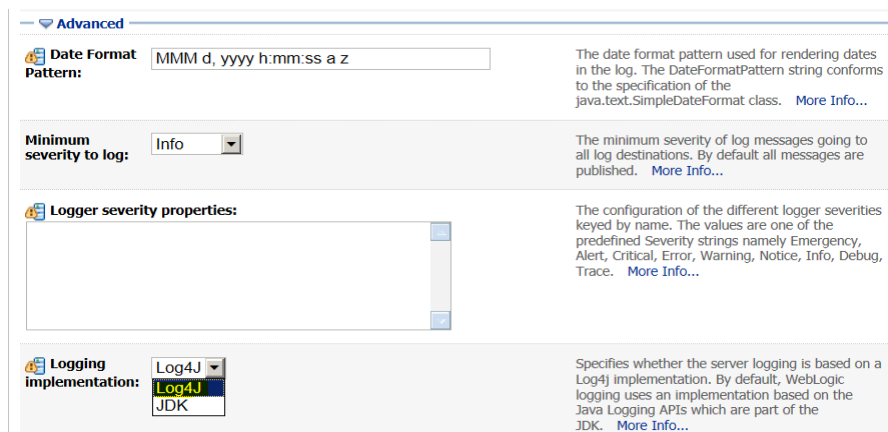 Advanced
Date Format
Pattern:
MMM d, yyyy h:mm:ss a z
The date format pattern used for rendering dates
in the log. The DateFormatPattern string conforms
to the specification of the
java.text.SimpleDateFormat class. More Info...
Minimum
severity to log:
Info
The minimum severity of log messages going to
all log destinations. By default all messages are
published. More Info...
Logger severity properties:
The configuration of the different logger severities
keyed by name. The values are one of the
predefined Severity strings namely Emergency,
Alert, Critical, Error, Warning, Notice, Info, Debug,
Trace. More Info...
Logging
implementation:
Log4J
Log4J
JDK
Specifies whether the server logging is based on a
Log4j implementation. By default, WebLogic
logging uses an implementation based on the
Java Logging APIs which are part of the
JDK. More Info...